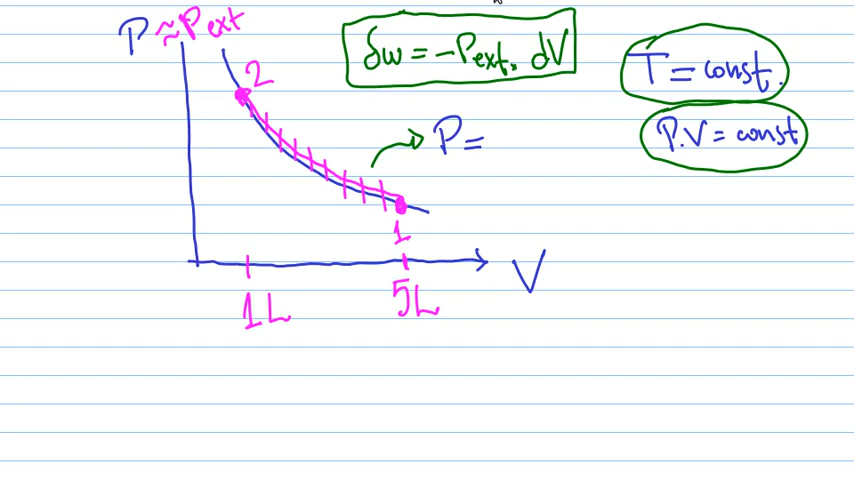 P ≈ Pext
δw = -Pext. dV
T = const.
P.V = const
2
P =
1
V
1L
5L